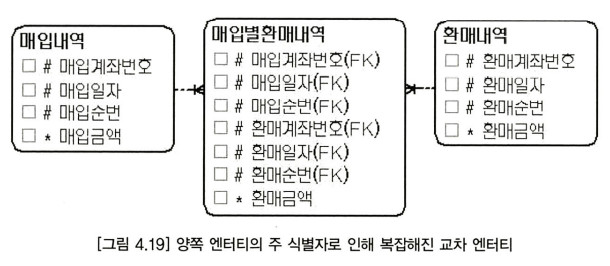 매입내역
□ # 매입계좌번호
□ # 매입일자
□ # 매입순번
□ * 매입금액
매입별환매내역
□ # 매입계좌번호(FK)
□ # 매입일자(FK)
□ # 매입순번(FK)
□ # 환매계좌번호(FK)
□ # 환매일자(FK)
□ # 환매순번(FK)
□ * 환매금액
환매내역
□ # 환매계좌번호
□ # 환매일자
□ # 환매순번
□ * 환매금액
[그림 4.19] 양쪽 엔터티의 주 식별자로 인해 복잡해진 교차 엔터티